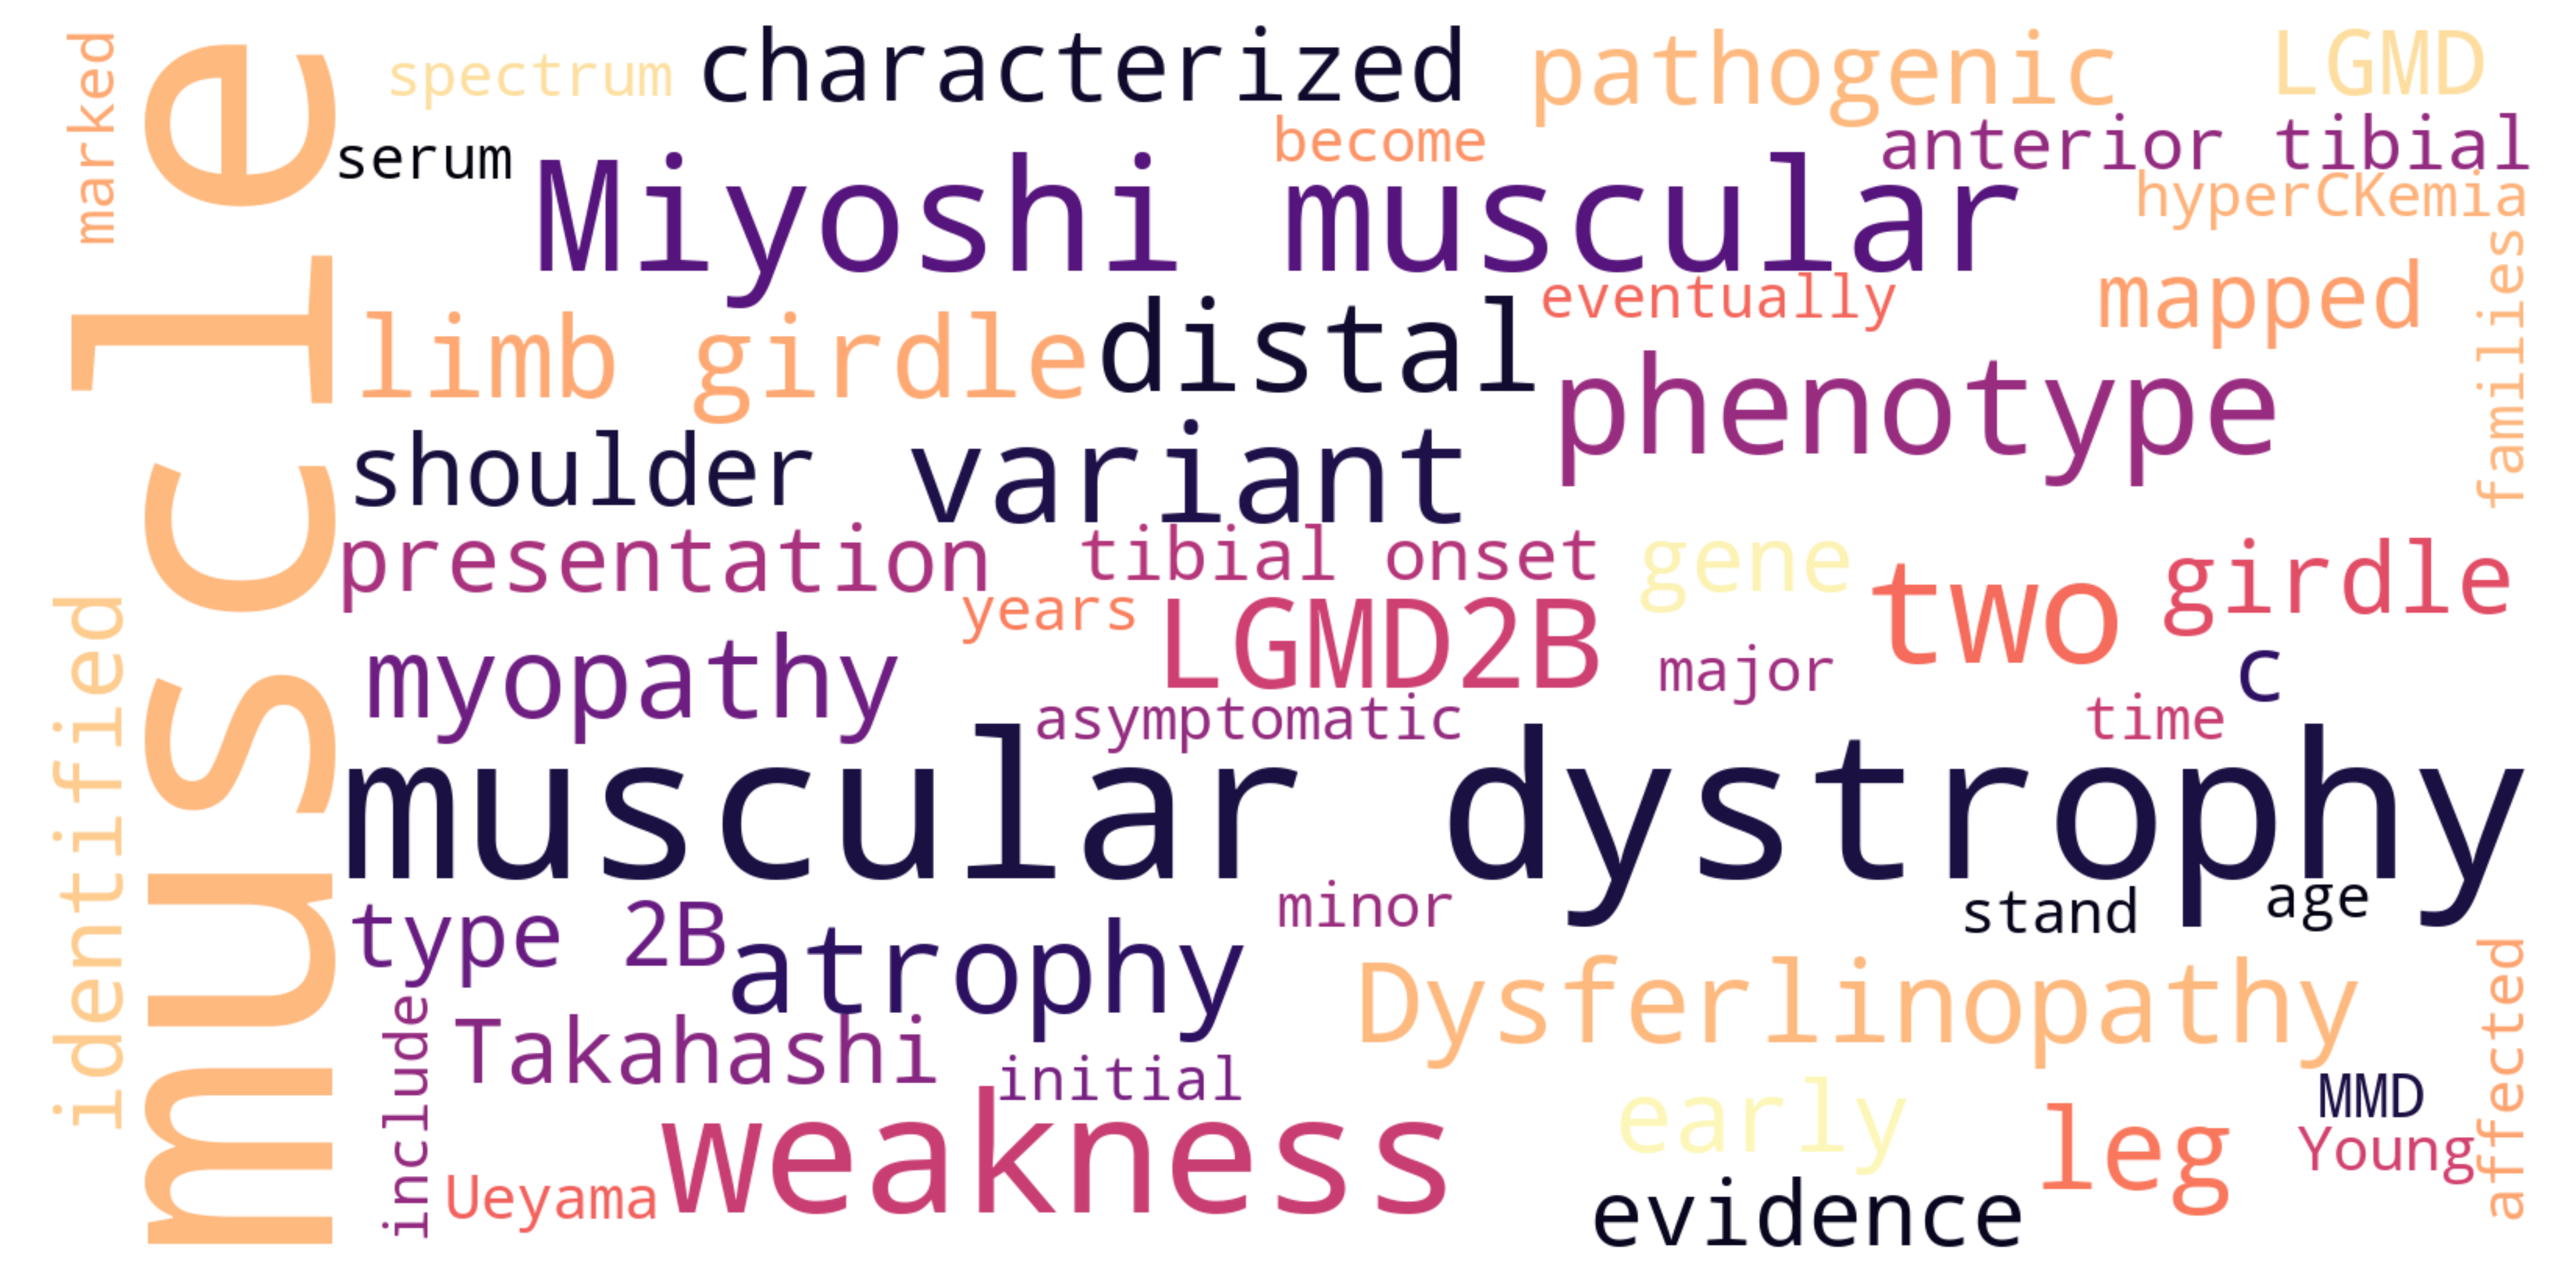 marked
muscle
identified
spectrum
characterized
pathogenic
LGMD
serum
become
anterior tibial
Miyoshi muscular
hyperCKemia
families
limb girdle
distal
eventually
mapped
phenotype
shoulder
variant
presentation
tibial onset
gene
two
girdle
years
LGMD2B
myopathy
major
c
asymptomatic
time
muscular dystrophy
type 2B
minor
stand
age
atrophy
Dysferlinopathy
affected
include
Takahashi
initial
early
leg
MMD
Young
Ueyama
weakness
evidence